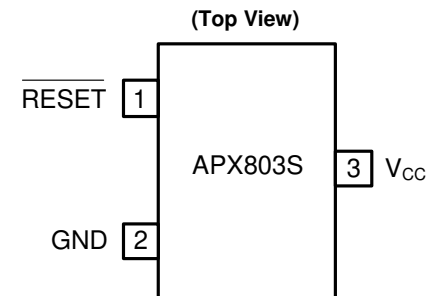 (Top View)
RESET 1
APX803S
3 VCC
GND 2